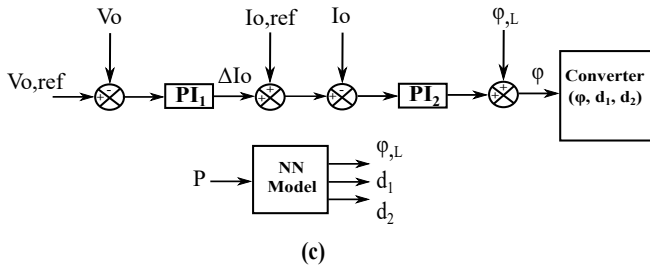 Vo
Io,ref
Io
φ,L
Vo,ref
+
-
PI₁
ΔIo
+
+
+
-
PI₂
+
+
φ
Converter
(φ, d₁, d₂)
P
NN
Model
φ,L
d₁
d₂
(c)